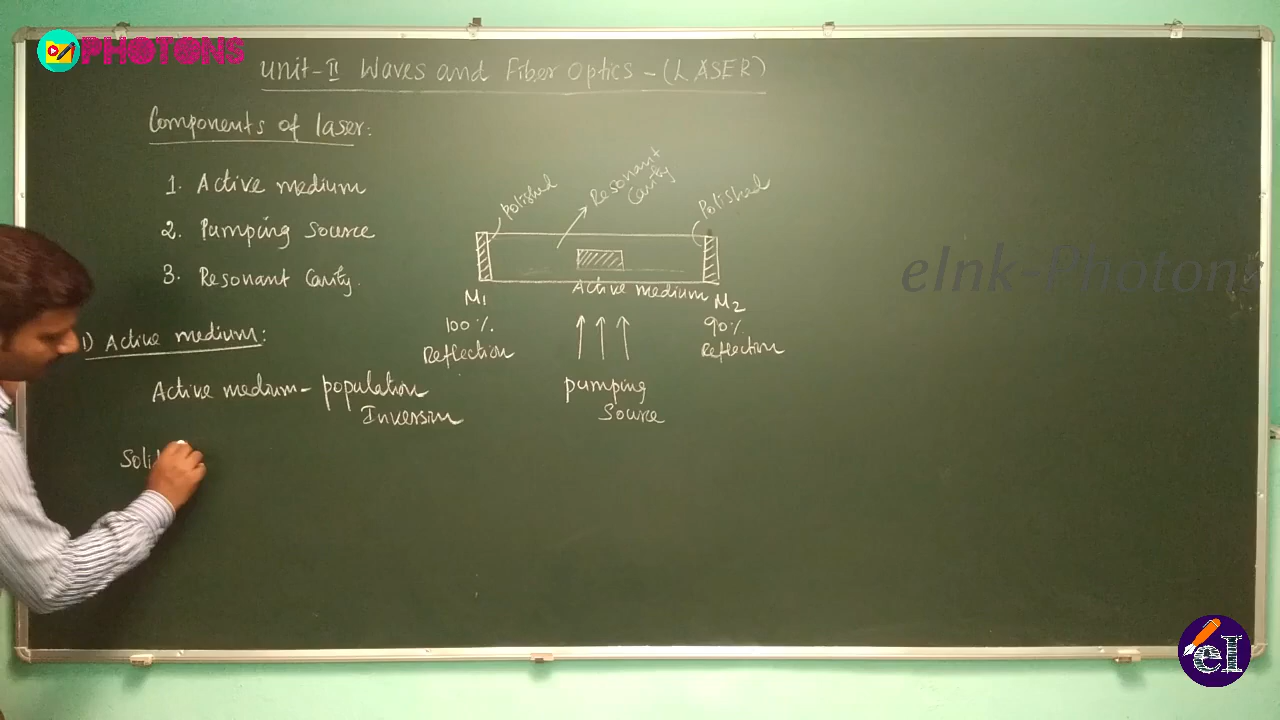 PHOTONS
Unit-II Waves and Fiber Optics - (LASER)
Components of laser:
1. Active medium
2. Pumping Source
3. Resonant Cavity.
polished
Resonant
Cavity
Polished
Active medium
M1
100%
Reflection
M2
90%
Reflection
pumping
Source
1) Active medium:
Active medium - population
Inversion
Soli
eInk-Photons
eI